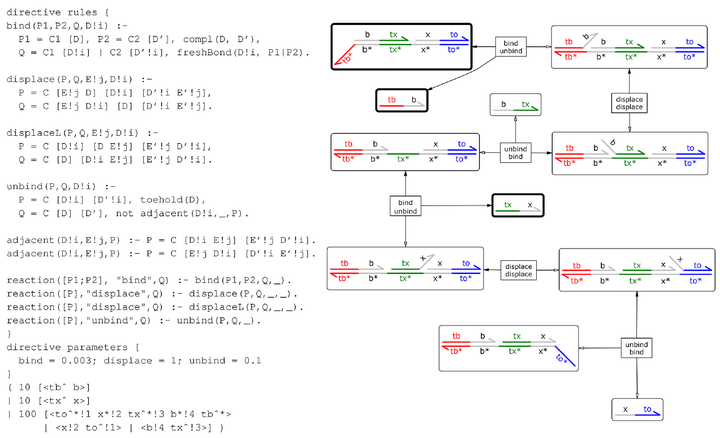 directive rules {
bind(P1,P2,Q,D!i) :-
P1 = C1 [D], P2 = C2 [D'], compl(D, D'),
Q = C1 [D!i] | C2 [D'!i], freshBond(D!i, P1|P2).
displace(P,Q,E!j,D!i) :-
P = C [E!j D] [D!i] [D'!i E'!j],
Q = C [E!j D!i] [D] [D'!i E'!j].
displaceL(P,Q,E!j,D!i) :-
P = C [D!i] [D E!j] [E'!j D'!i],
Q = C [D] [D!i E!j] [E'!j D'!i].
unbind(P,Q,D!i) :-
P = C [D!i] [D'!i], toehold(D),
Q = C [D] [D'], not adjacent(D!i,_,P).
adjacent(D!i,E!j,P) :- P = C [D!i E!j] [E'!j D'!i].
adjacent(D!i,E!j,P) :- P = C [E!j D!i] [D'!i E'!j].
reaction([P1;P2], "bind",Q) :- bind(P1,P2,Q,_).
reaction([P],"displace",Q) :- displace(P,Q,_,_).
reaction([P],"displace",Q) :- displaceL(P,Q,_,_).
reaction([P],"unbind",Q) :- unbind(P,Q,_).
}
directive parameters [
bind = 0.003; displace = 1; unbind = 0.1
]
( 10 [<tb^ b>]
| 10 [<tx^ x>]
| 100 [<to^*!1 x*!2 tx^*!3 b*!4 tb^*>
| <x!2 to^!1> | <b!4 tx^!3>] )
b tx x to
tb* b* tx* x* to*
bind
unbind
tb b tx x to
tb* b* tx* x* to*
tb b
displace
displace
b tx
tb b x to
tb* b* tx* x* to*
unbind
bind
tb b tx x to
tb* b* tx* x* to*
bind
unbind
tx x
tb b tx x x to
tb* b* tx* x* to*
displace
displace
tb b tx x x to
tb* b* tx* x* to*
tb b tx x
tb* b* tx* x* to*
unbind
bind
x to